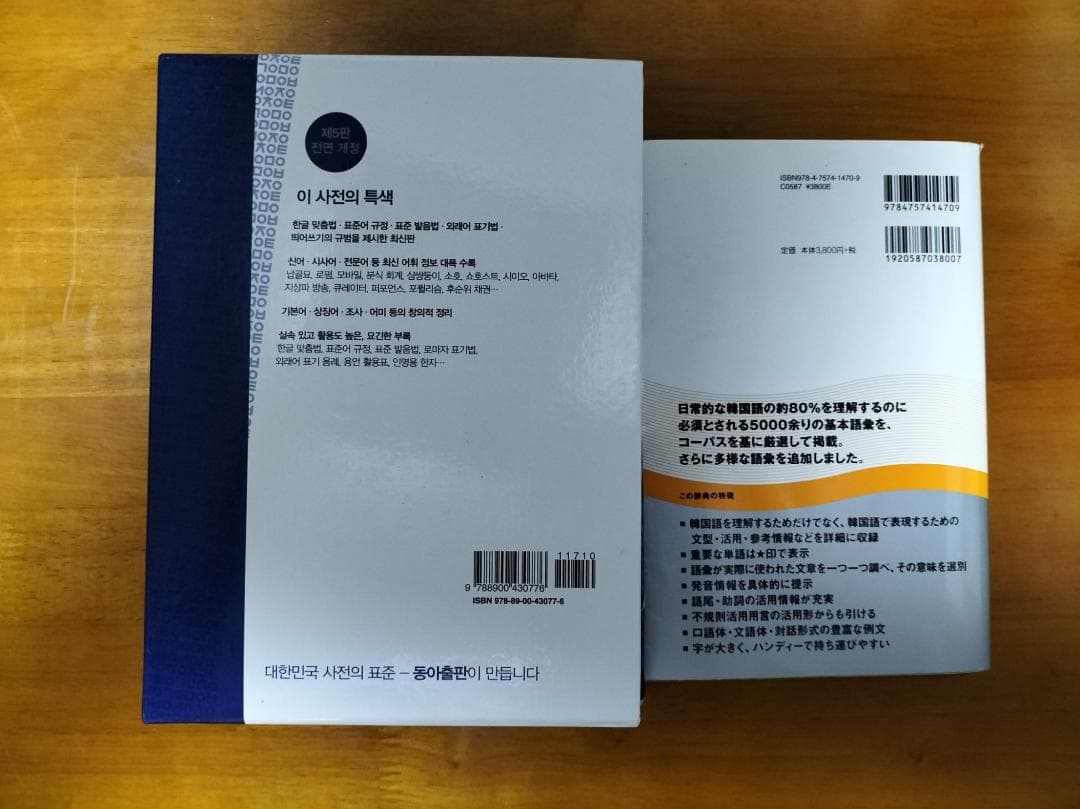 제5판
전면 개정
이 사전의 특색
한글 맞춤법 · 표준어 규정 · 표준 발음법 · 외래어 표기법 ·
띄어쓰기의 규범을 제시한 최신판
신어 · 시사어 · 전문어 등 최신 어휘 정보 대폭 수록
납골묘, 로펌, 모바일, 분식 회계, 삼쌍둥이, 소호, 쇼호스트, 시이오, 아바타,
지상파 방송, 큐레이터, 퍼포먼스, 포퓰리슴, 후순위 채권…
기본어 · 상징어 · 조사 · 어미 등의 창의적 정리
실속 있고 활용도 높은, 요긴한 부록
한글 맞춤법, 표준어 규정, 표준 발음법, 로마자 표기법,
외래어 표기 용례, 용언 활용표, 인명용 한자…
11710
9 788900 430776
ISBN 978-89-00-43077-6
대한민국 사전의 표준 – 동아출판이 만듭니다
ISBN978-4-7574-1470-9
C0587 ¥3800E
9784757414709
定価 本体3,800円+税
1920587038007
日常的な韓国語の約80%を理解するのに
必須とされる5000余りの基本語彙を、
コーパスを基に厳選して掲載。
さらに多様な語彙を追加しました。
この辞典の特徴
■ 韓国語を理解するためだけでなく、韓国語で表現するための
文型・活用・参考情報などを詳細に収録
■ 重要な単語は★印で表示
■ 語彙が実際に使われた文章を一つ一つ調べ、その意味を選別
■ 発音情報を具体的に提示
■ 語尾・助詞の活用情報が充実
■ 不規則活用用言の活用形からも引ける
■ 口語体・文語体・対話形式の豊富な例文
■ 字が大きく、ハンディーで持ち運びやすい